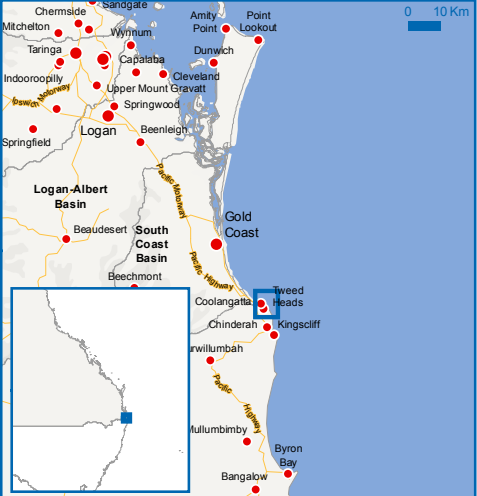 Sandgate
Chermside
Mitchelton
Amity
Point
Point
Lookout
Wynnum
Taringa
Dunwich
Capalaba
Cleveland
Indooroopilly
Upper Mount Gravatt
Ipswich Motorway
Springwood
Logan
Beenleigh
Springfield
Pacific Motorway
Logan-Albert
Basin
Gold
Coast
Beaudesert
South
Coast
Basin
Pacific Highway
Beechmont
Tweed
Heads
Coolangatta
Chinderah
Kingscliff
urwillumbah
Pacific Highway
Mullumbimby
Byron
Bay
Bangalow
0 10 Km